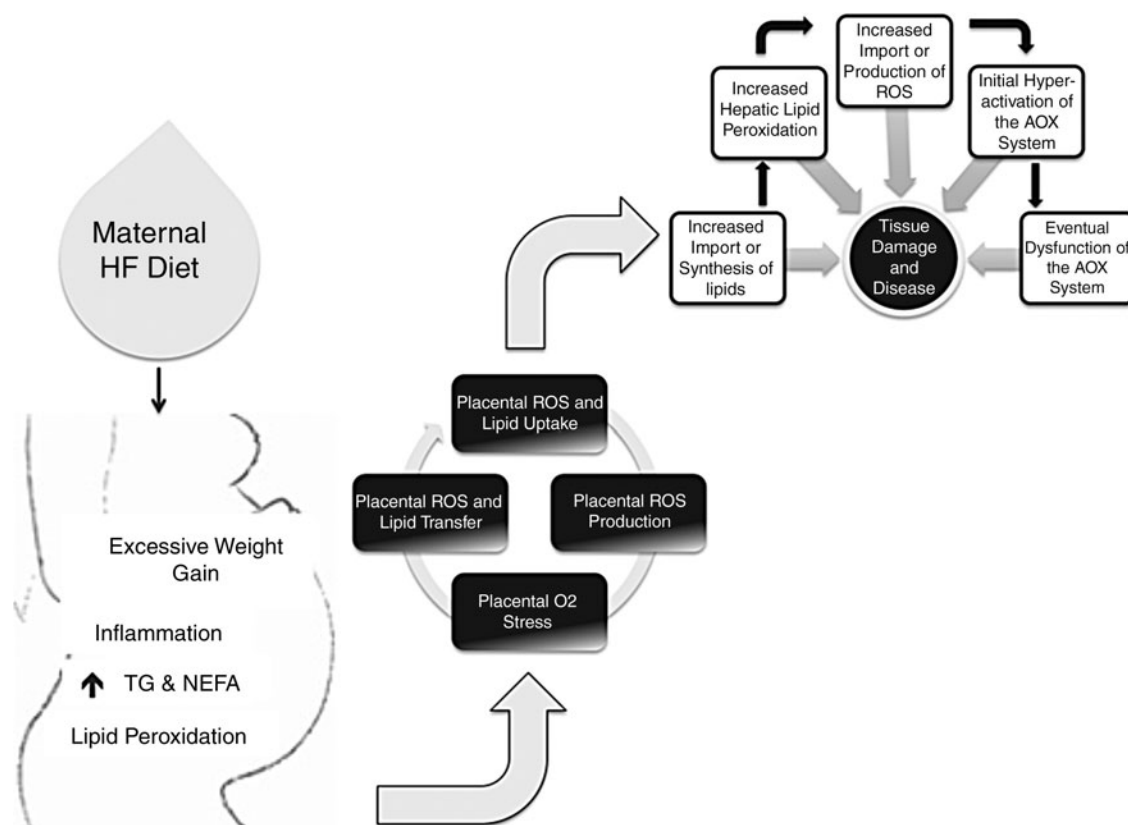 Maternal
HF Diet
Excessive Weight
Gain
Inflammation
TG & NEFA
Lipid Peroxidation
Placental ROS and
Lipid Uptake
Placental ROS
Production
Placental O2
Stress
Placental ROS and
Lipid Transfer
Increased Import or
Synthesis of
lipids
Increased
Hepatic Lipid
Peroxidation
Increased
Import or
Production of
ROS
Initial Hyper-
activation of
the AOX
System
Eventual
Dysfunction of
the AOX
System
Tissue
Damage
and
Disease